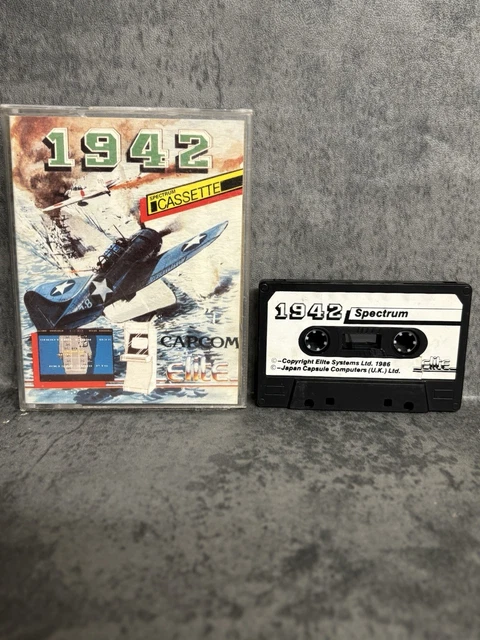 1942
SPECTRUM
CASSETTE
CAPCOM
elite
1942 Spectrum
©-Copyright Elite Systems Ltd. 1986
©-Japan Capsule Computers (U.K.) Ltd.
elite